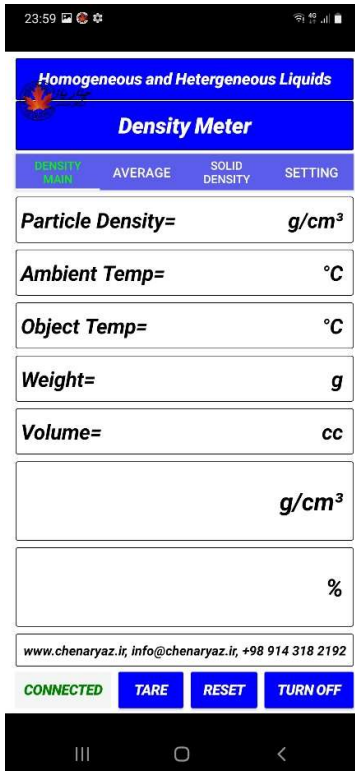 23:59
4G
Homogeneous and Hetergeneous Liquids
Density Meter
DENSITY
MAIN
AVERAGE
SOLID
DENSITY
SETTING
Particle Density= g/cm³
Ambient Temp= °C
Object Temp= °C
Weight= g
Volume= cc
g/cm³
%
www.chenaryaz.ir, info@chenaryaz.ir, +98 914 318 2192
CONNECTED TARE RESET TURN OFF